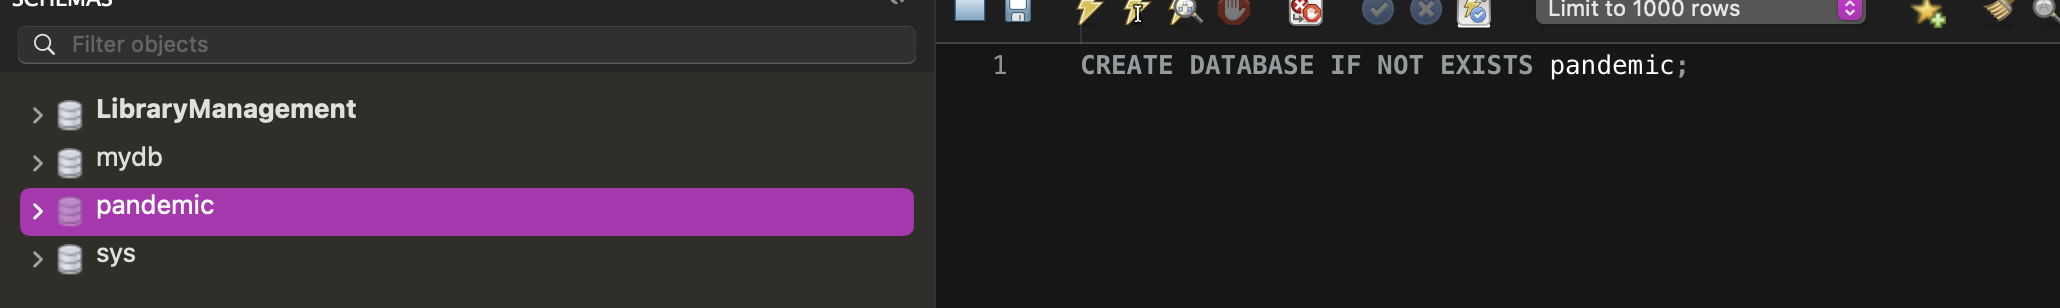 SCHEMAS
Filter objects
LibraryManagement
mydb
pandemic
sys
Limit to 1000 rows
1 CREATE DATABASE IF NOT EXISTS pandemic;